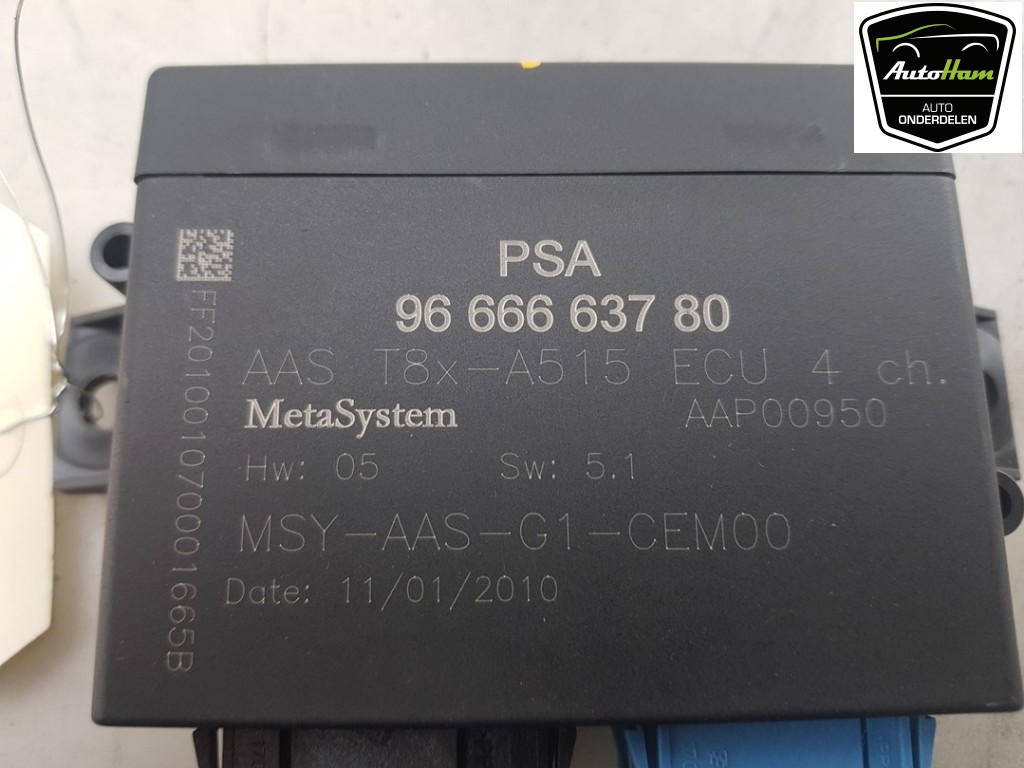 AutoHam
AUTO
ONDERDELEN
PSA
96 666 637 80
AAS T8x-A515 ECU 4 ch.
MetaSystem AAP00950
Hw: 05 Sw: 5.1
MSY-AAS-G1-CEM00
Date: 11/01/2010
FF201001070001665B